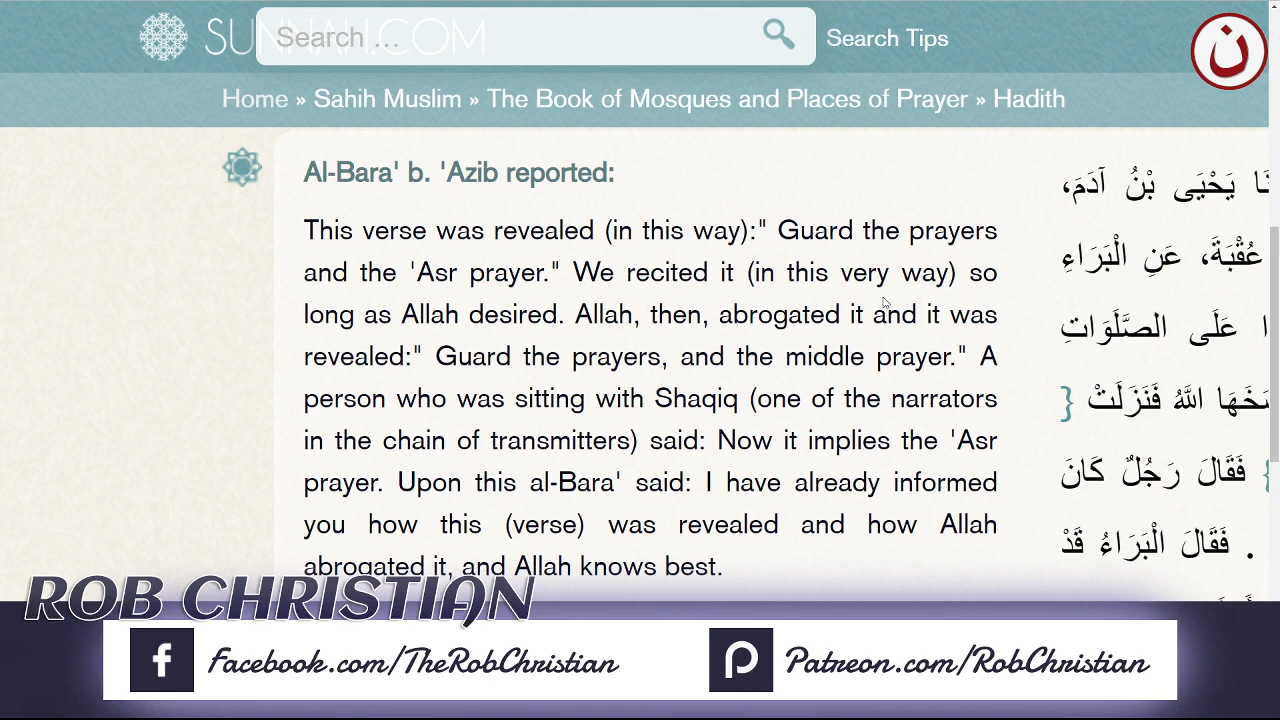 SUNNAH.COM
Search ...
Search Tips
ن
Home » Sahih Muslim » The Book of Mosques and Places of Prayer » Hadith
Al-Bara' b. 'Azib reported:
This verse was revealed (in this way):" Guard the prayers
and the 'Asr prayer." We recited it (in this very way) so
long as Allah desired. Allah, then, abrogated it and it was
revealed:" Guard the prayers, and the middle prayer." A
person who was sitting with Shaqiq (one of the narrators
in the chain of transmitters) said: Now it implies the 'Asr
prayer. Upon this al-Bara' said: I have already informed
you how this (verse) was revealed and how Allah
abrogated it, and Allah knows best.
يَحْيَى بْنُ آدَمَ،
عُقْبَةَ، عَنِ الْبَرَاءِ
عَلَى الصَّلَوَاتِ
اللَّهُ فَنَزَلَتْ {
فَقَالَ رَجُلٌ كَانَ
. فَقَالَ الْبَرَاءُ قَدْ
ROB CHRISTIAN
f Facebook.com/TheRobChristian
Patreon.com/RobChristian